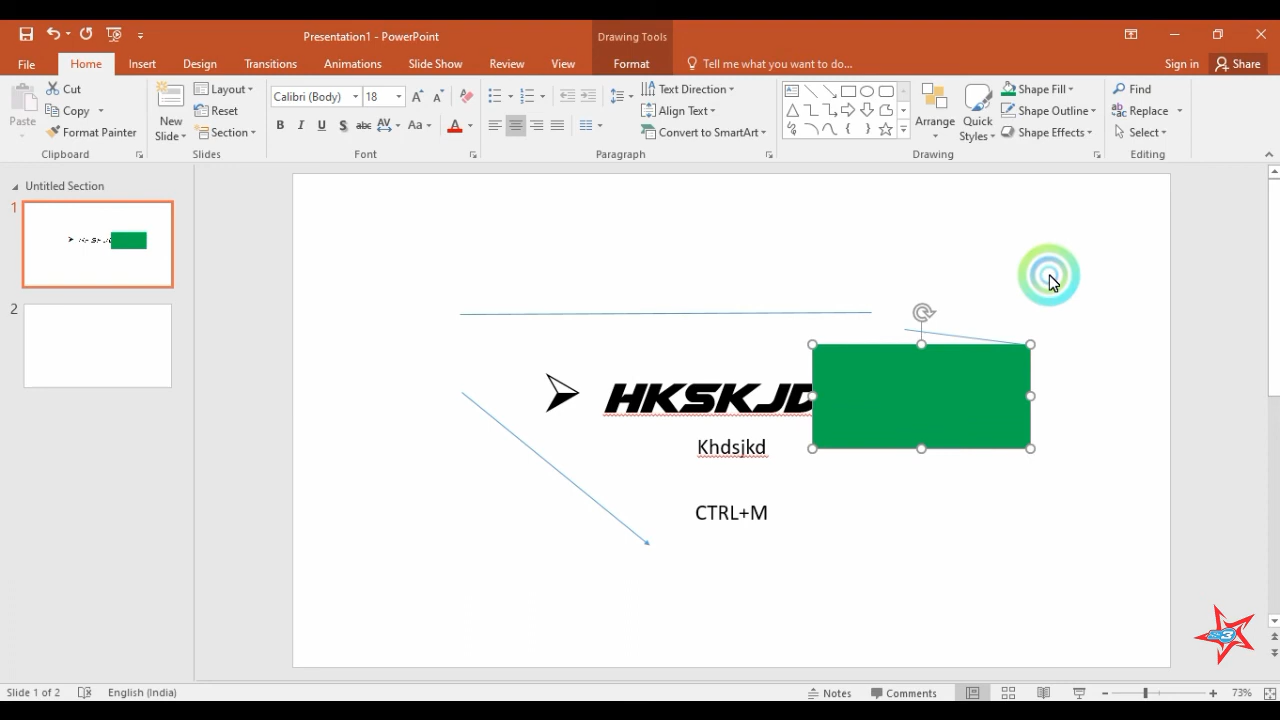 Presentation1 - PowerPoint
Drawing Tools
File
Home
Insert
Design
Transitions
Animations
Slide Show
Review
View
Format
Tell me what you want to do...
Sign in
Share
Paste
Cut
Copy
Format Painter
Clipboard
New
Slide
Layout
Reset
Section
Slides
Calibri (Body)
18
B I U S abc AV Aa A
Font
Text Direction
Align Text
Convert to SmartArt
Paragraph
Arrange
Quick
Styles
Shape Fill
Shape Outline
Shape Effects
Drawing
Find
Replace
Select
Editing
Untitled Section
1
2
HKSKJD
Khdsjkd
CTRL+M
Slide 1 of 2
English (India)
Notes
Comments
73%